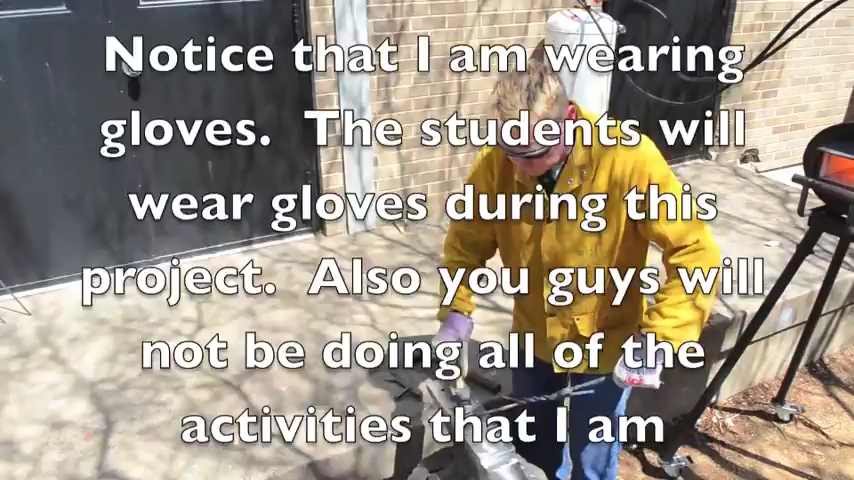 Notice that I am wearing
gloves.  The students will
wear gloves during this
project.  Also you guys will
not be doing all of the
activities that I am